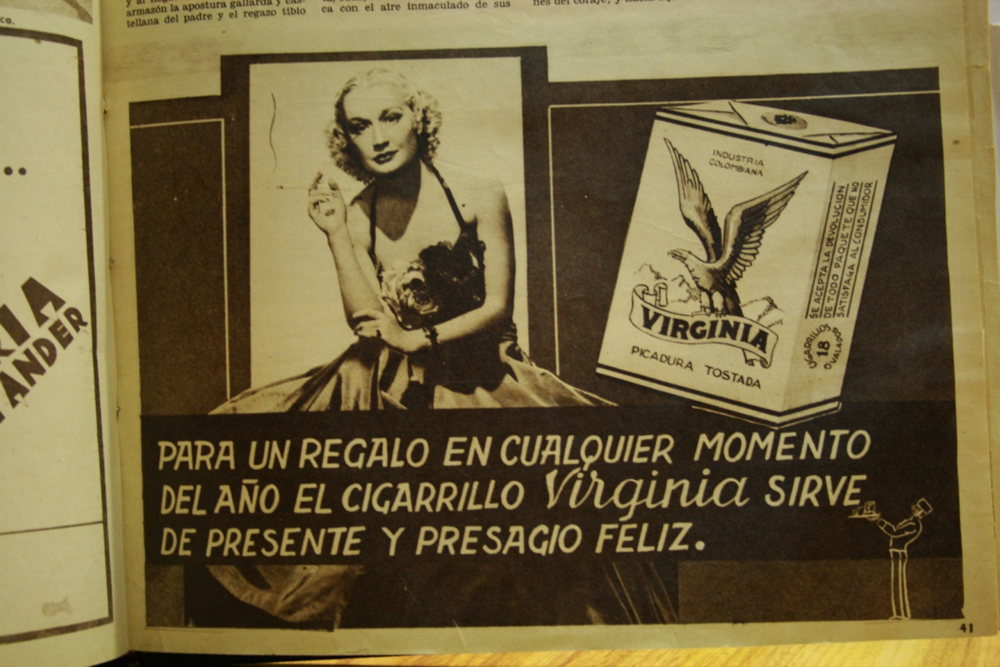 ca.
armazón la apostura gallarda y cas-
tellana del padre y el regazo tibio
ca con el aire inmaculado de sus
INDUSTRIA
COLOMBIANA
VIRGINIA
PICADURA TOSTADA
SE ACEPTA LA DEVOLUCION
DE TODO PAQUETE QUE NO
SATISFAGA AL CONSUMIDOR
CIGARRILLOS
18
OVALADOS
PARA UN REGALO EN CUALQUIER MOMENTO
DEL AÑO EL CIGARRILLO Virginia SIRVE
DE PRESENTE Y PRESAGIO FELIZ.
41